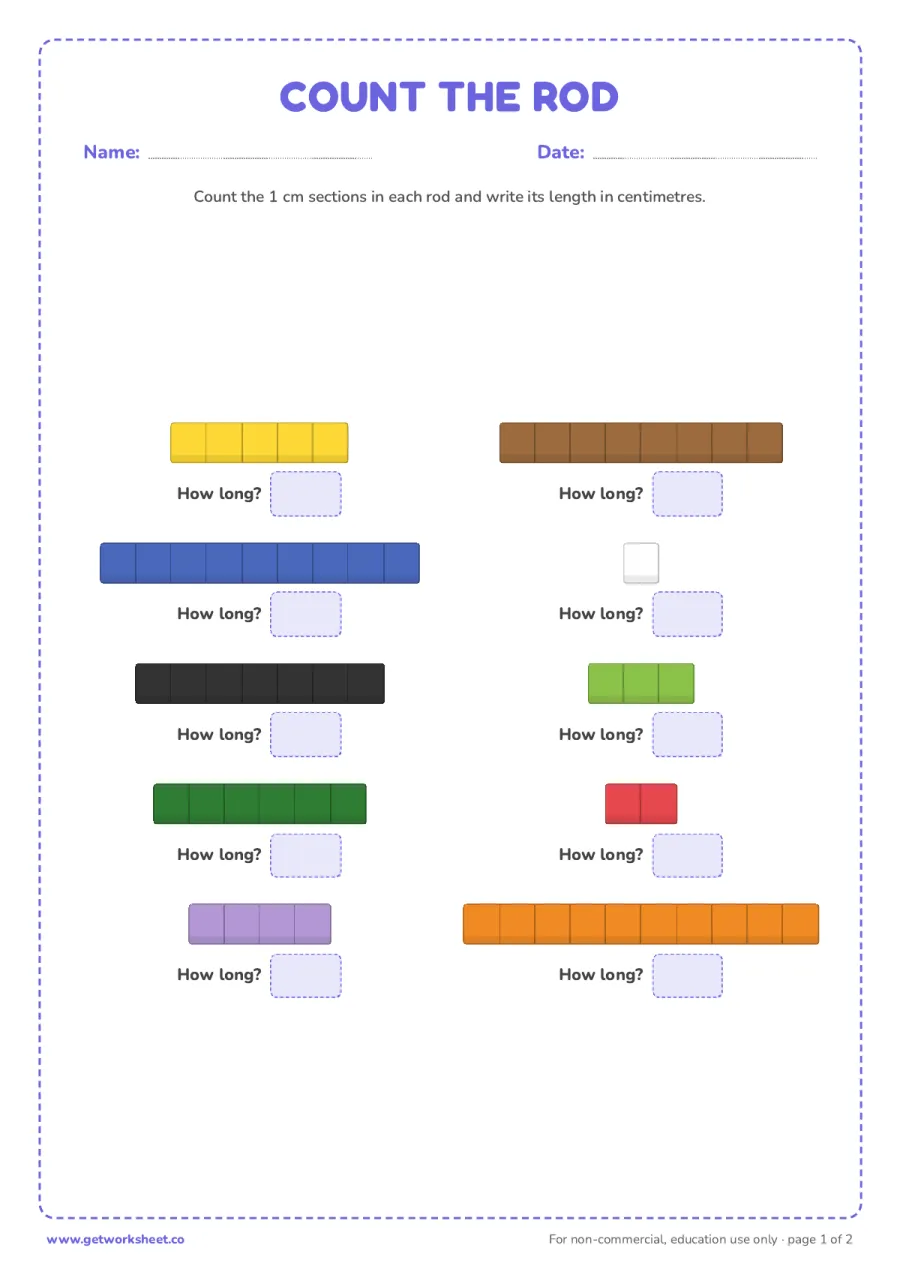 COUNT THE ROD
Name: Date:
Count the 1 cm sections in each rod and write its length in centimetres.
How long? How long?
How long? How long?
How long? How long?
How long? How long?
How long? How long?
www.getworksheet.co For non-commercial, education use only · page 1 of 2